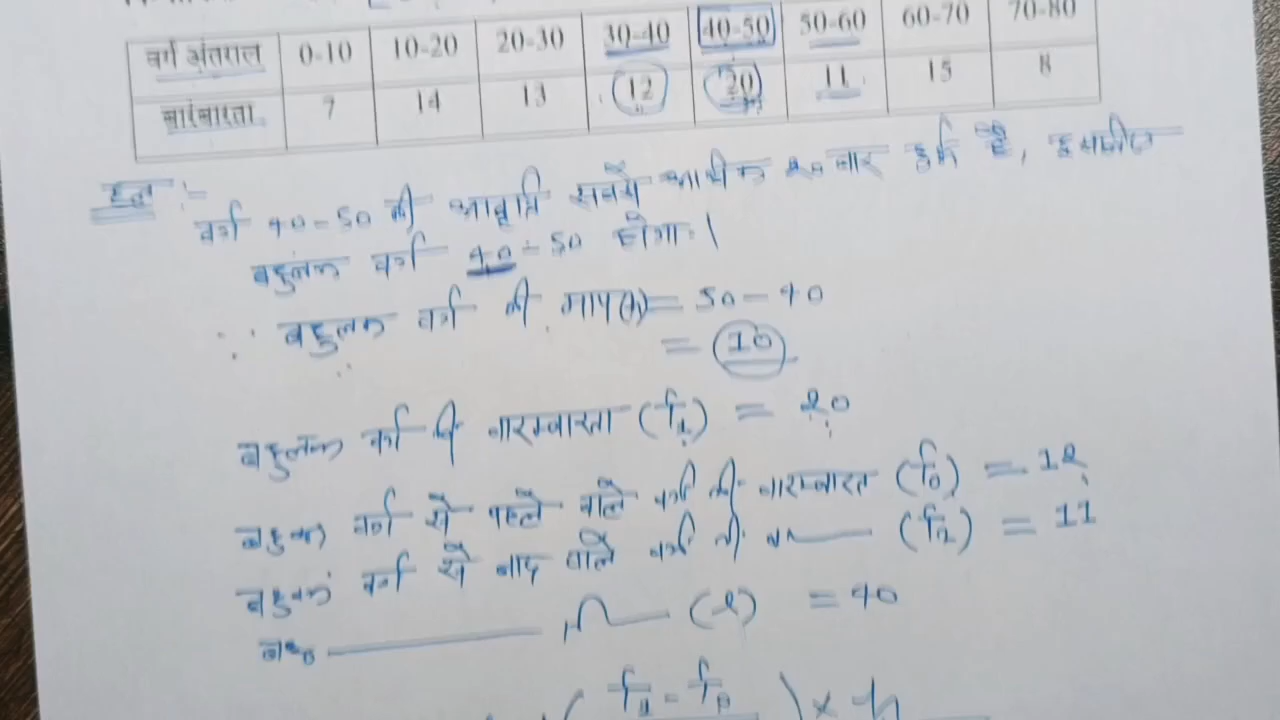 वर्ग अंतराल 0-10 10-20 20-30 30-40 40-50 50-60 60-70 70-80
बारंबारता 7 14 13 12 20 11 15 8
हल :-
वर्ग 40-50 की आवृति सबसे अधीक 20 बार हुई है, इसलील
बहुलक वर्ग 40-50 होगा।
∴ बहुलक वर्ग की माप(h) = 50-40
= 10
बहुलक वर्ग की बारम्बारता (f1) = 20
बहुलक वर्ग से पहले वाले वर्ग की बारम्बारत (f0) = 12
बहुलक वर्ग से बाद वाले वर्ग की (f2) = 11
(l) = 40
( f1 - f0 ) × h